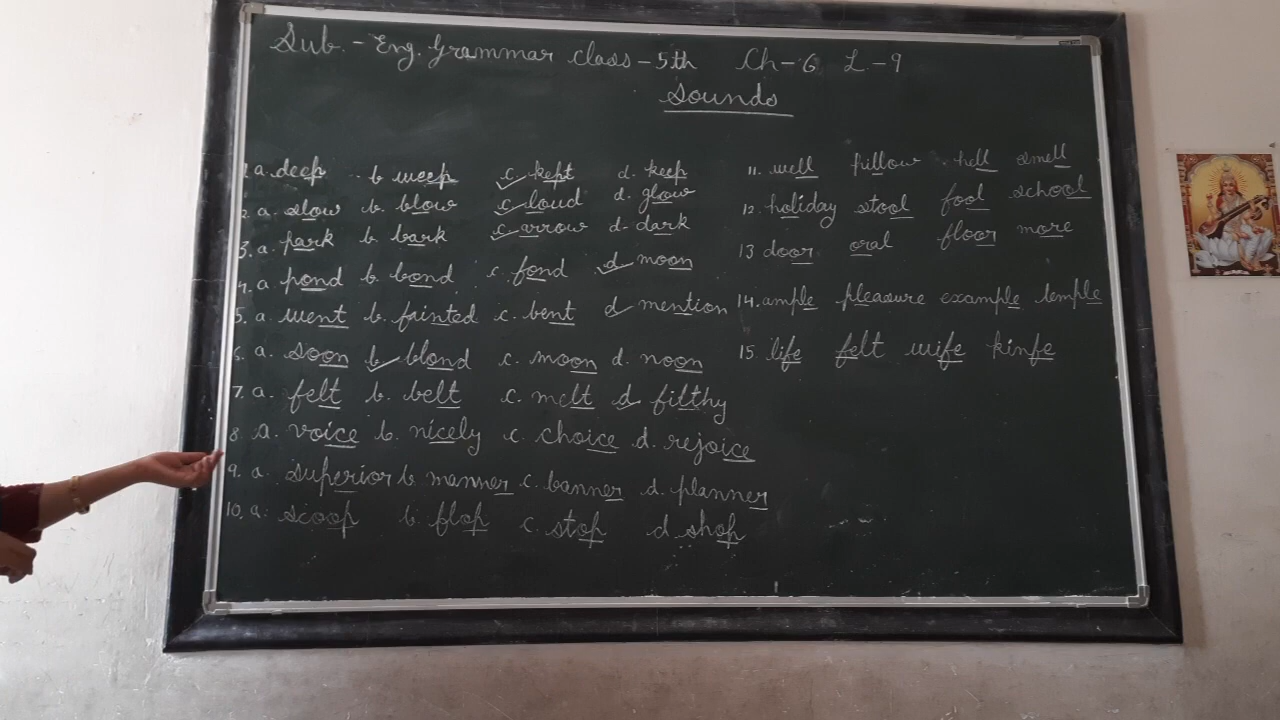 Sub. - Eng. Grammar Class - 5th Ch-6 L-9
Sounds
1. a. deep b. weep c. kept d. keep
2. a. slow b. blow c. loud d. glow
3. a. park b. bark c. arrow d. dark
4. a. pond b. bond c. fond d. moon
5. a. went b. fainted c. bent d. mention
6. a. soon b. blond c. moon d. noon
7. a. felt b. belt c. melt d. filthy
8. a. voice b. nicely c. choice d. rejoice
9. a. superior b. manner c. banner d. planner
10. a. scoop b. flop c. stop d. shop
11. well fullow hell smell
12. holiday stool fool school
13 door oral floor more
14. ample pleasure example temple
15. life felt wife kinfe